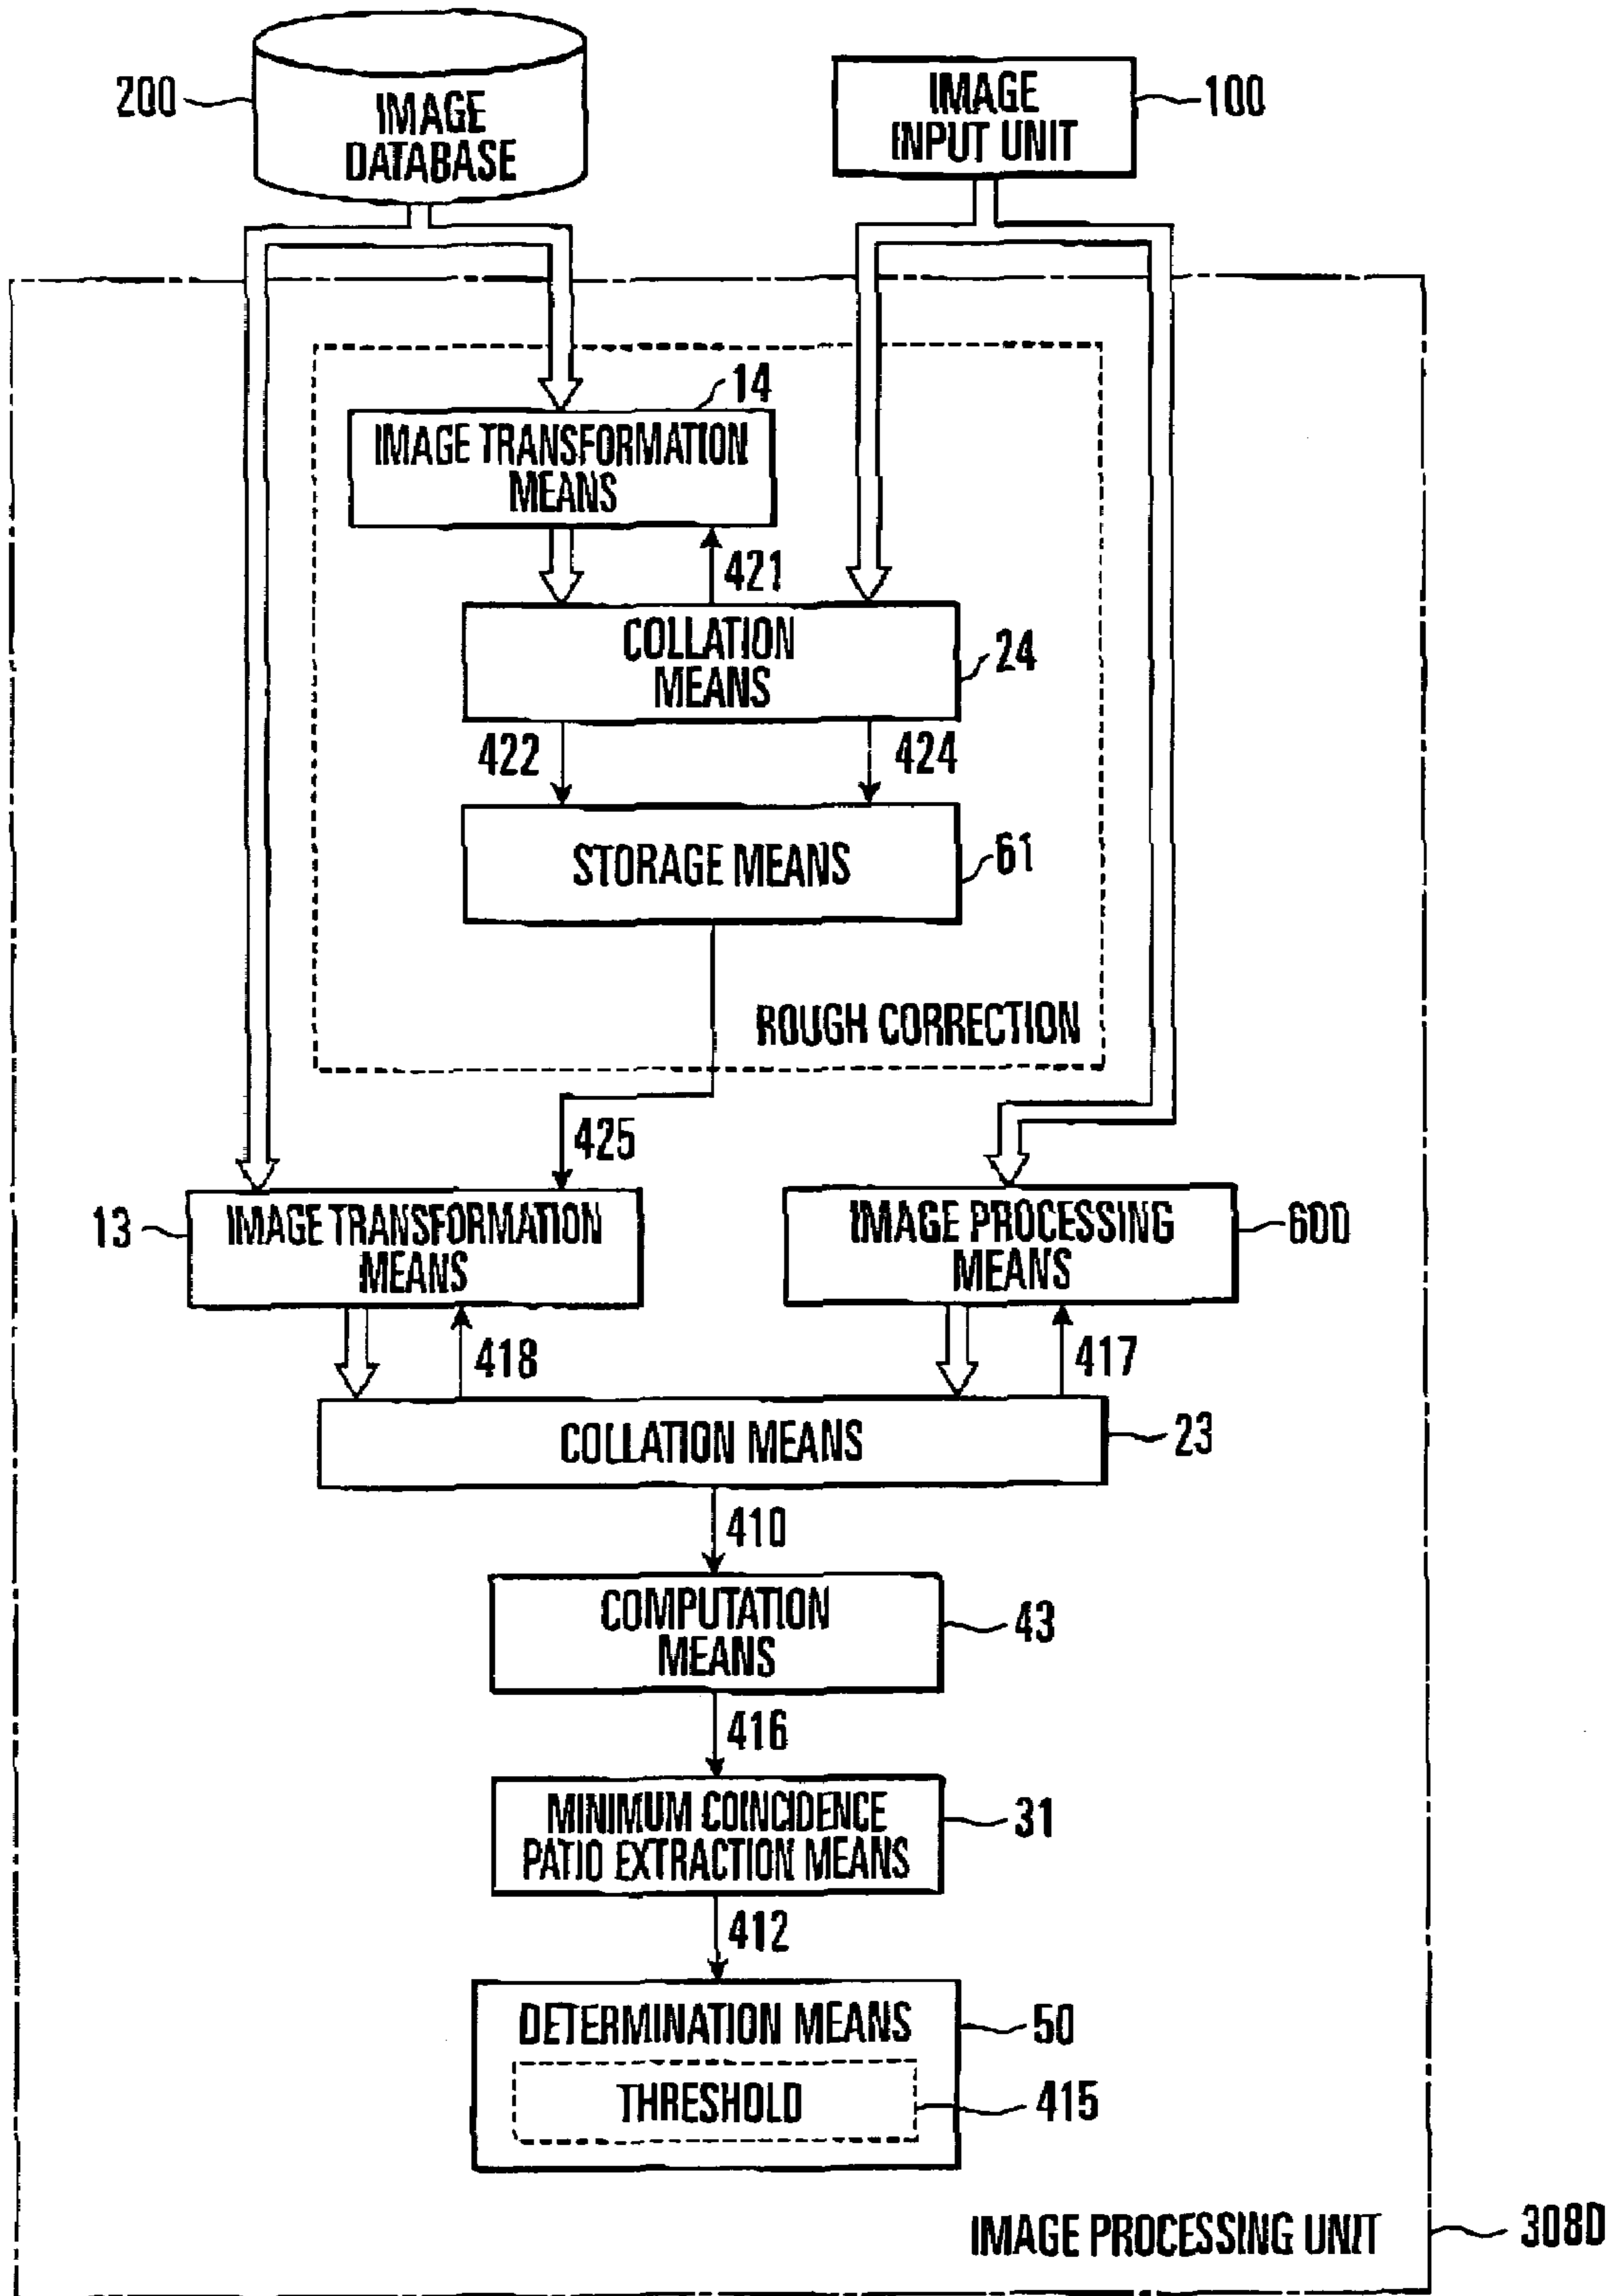 200
IMAGE
DATABASE
IMAGE
INPUT UNIT
100
14
IMAGE TRANSFORMATION
MEANS
421
COLLATION
MEANS
24
422
424
STORAGE MEANS
61
ROUGH CORRECTION
425
13
IMAGE TRANSFORMATION
MEANS
IMAGE PROCESSING
MEANS
600
418
417
COLLATION MEANS
23
410
COMPUTATION
MEANS
43
416
MINIMUM COINCIDENCE
PATIO EXTRACTION MEANS
31
412
DETERMINATION MEANS
50
THRESHOLD
415
IMAGE PROCESSING UNIT
308D